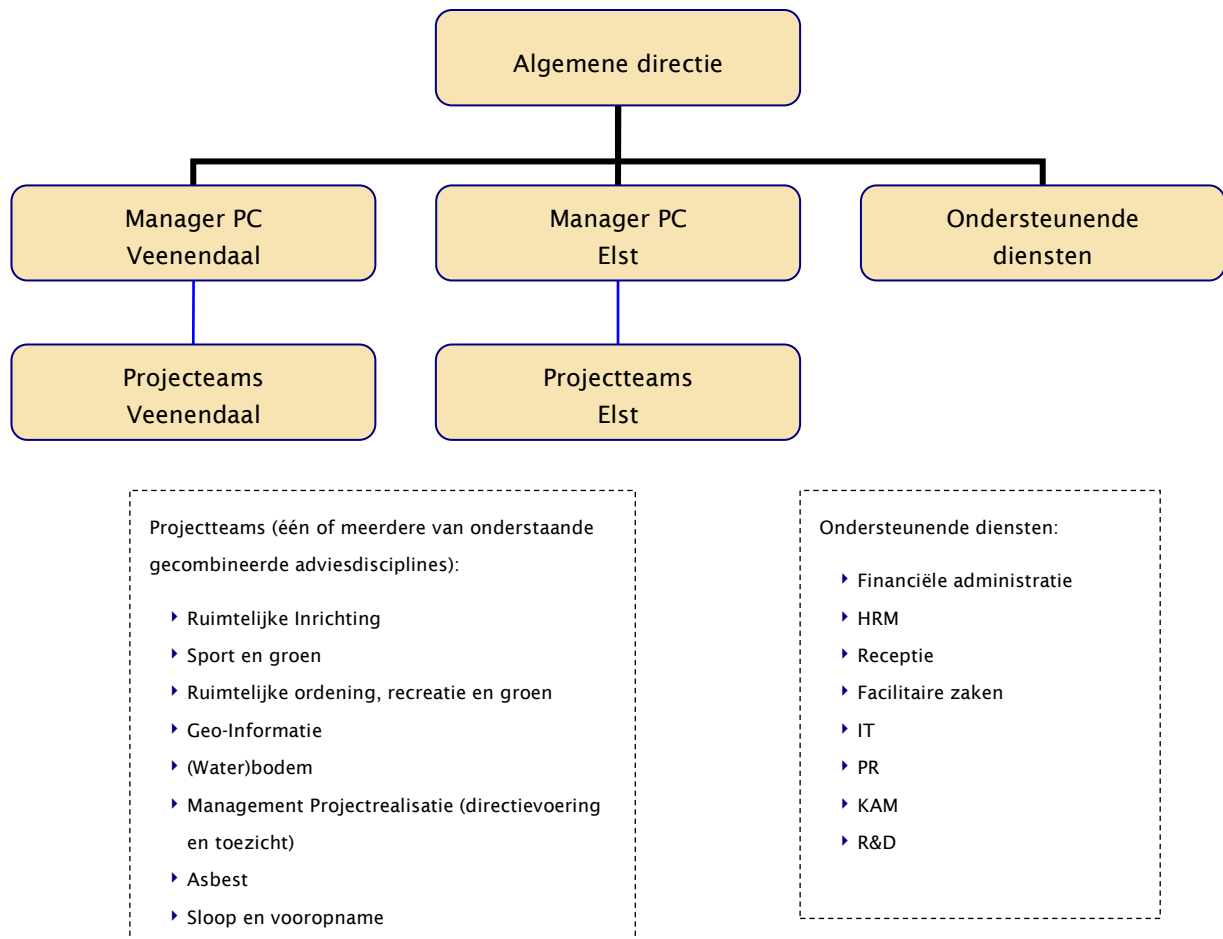 Algemene directie
Manager PC
Veenendaal
Manager PC
Elst
Ondersteunende
diensten
Projecteams
Veenendaal
Projectteams
Elst
Projectteams (één of meerdere van onderstaande
gecombineerde adviesdisciplines):
Ruimtelijke Inrichting
Sport en groen
Ruimtelijke ordening, recreatie en groen
Geo-Informatie
(Water)bodem
Management Projectrealisatie (directievoering
en toezicht)
Asbest
Sloop en vooropname
Ondersteunende diensten:
Financiële administratie
HRM
Receptie
Facilitaire zaken
IT
PR
KAM
R&D